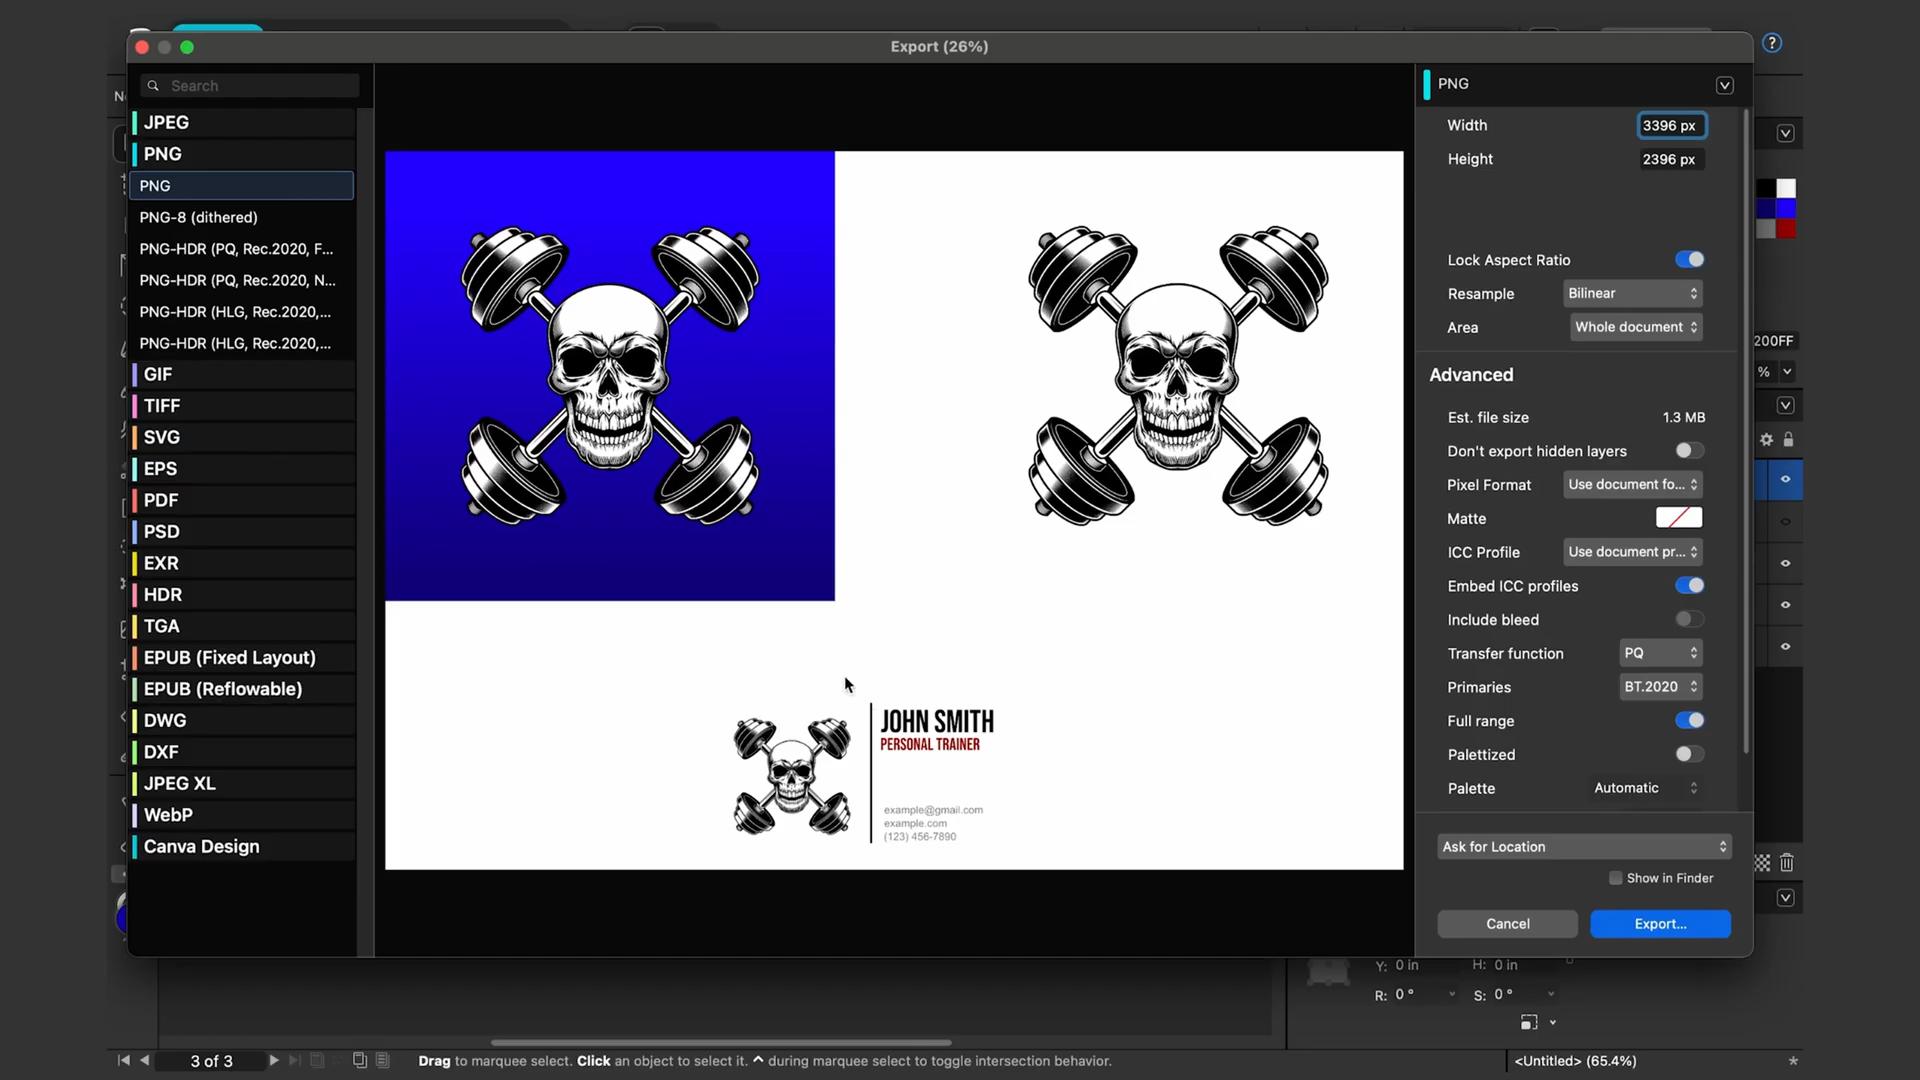 Export (26%)
Search
JPEG
PNG
PNG
PNG-8 (dithered)
PNG-HDR (PQ, Rec.2020, F...
PNG-HDR (PQ, Rec.2020, N...
PNG-HDR (HLG, Rec.2020,...
PNG-HDR (HLG, Rec.2020,...
GIF
TIFF
SVG
EPS
PDF
PSD
EXR
HDR
TGA
EPUB (Fixed Layout)
EPUB (Reflowable)
DWG
DXF
JPEG XL
WebP
Canva Design
JOHN SMITH
PERSONAL TRAINER
example@gmail.com
example.com
(123) 456-7890
PNG
Width 3396 px
Height 2396 px
Lock Aspect Ratio
Resample Bilinear
Area Whole document
Advanced
Est. file size 1.3 MB
Don't export hidden layers
Pixel Format Use document fo...
Matte
ICC Profile Use document pr...
Embed ICC profiles
Include bleed
Transfer function PQ
Primaries BT.2020
Full range
Palettized
Palette Automatic
Ask for Location
Show in Finder
Cancel Export...
?
200FF
%
Y: 0 in H: 0 in
R: 0 ° S: 0 °
3 of 3
Drag to marquee select. Click an object to select it. ^ during marquee select to toggle intersection behavior.
<Untitled> (65.4%)